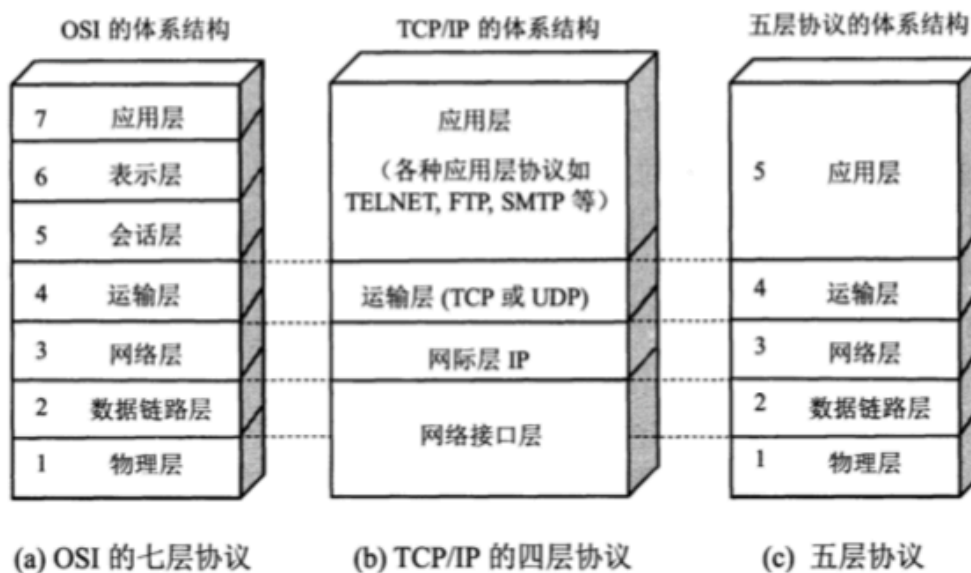 OSI 的体系结构
7 应用层
6 表示层
5 会话层
4 运输层
3 网络层
2 数据链路层
1 物理层
(a) OSI 的七层协议
TCP/IP 的体系结构
应用层
（各种应用层协议如
TELNET, FTP, SMTP 等）
运输层 (TCP 或 UDP)
网际层 IP
网络接口层
(b) TCP/IP 的四层协议
五层协议的体系结构
5 应用层
4 运输层
3 网络层
2 数据链路层
1 物理层
(c) 五层协议